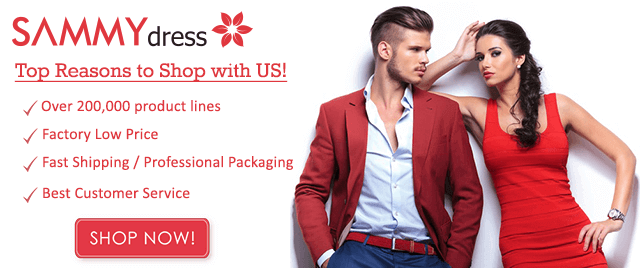 SAMMYdress
Top Reasons to Shop with US!
Over 200,000 product lines
Factory Low Price
Fast Shipping / Professional Packaging
Best Customer Service
SHOP NOW!